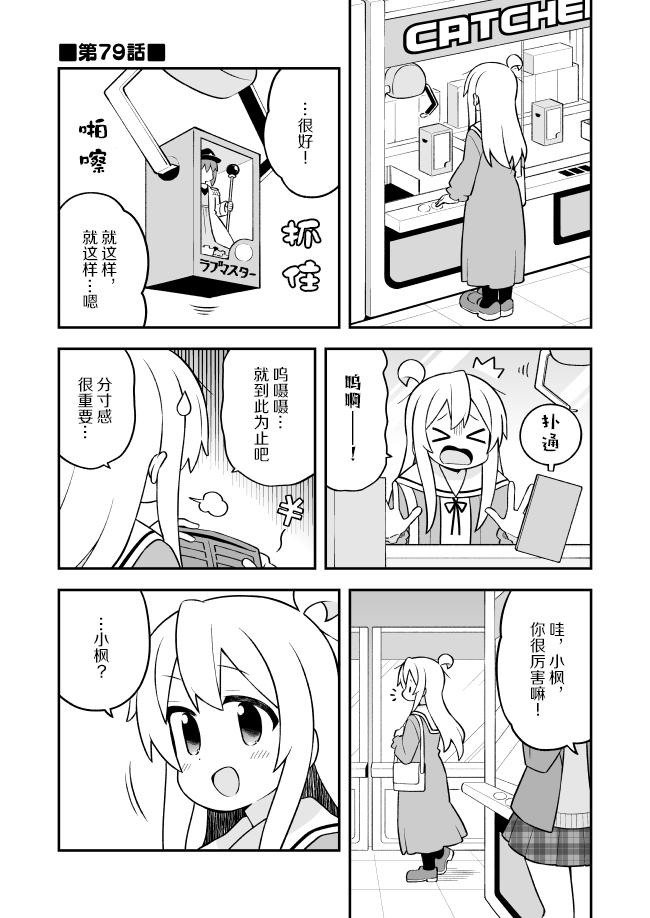 ■第79話■
CATCHE
…很好！
啪嚓
抓住
就这样，
就这样…嗯
ラブマスター
呜啊——！
扑通
呜嗫嗫…
就到此为止吧
分寸感
很重要…
¥
哇，小枫，
你很厉害嘛！
…小枫？